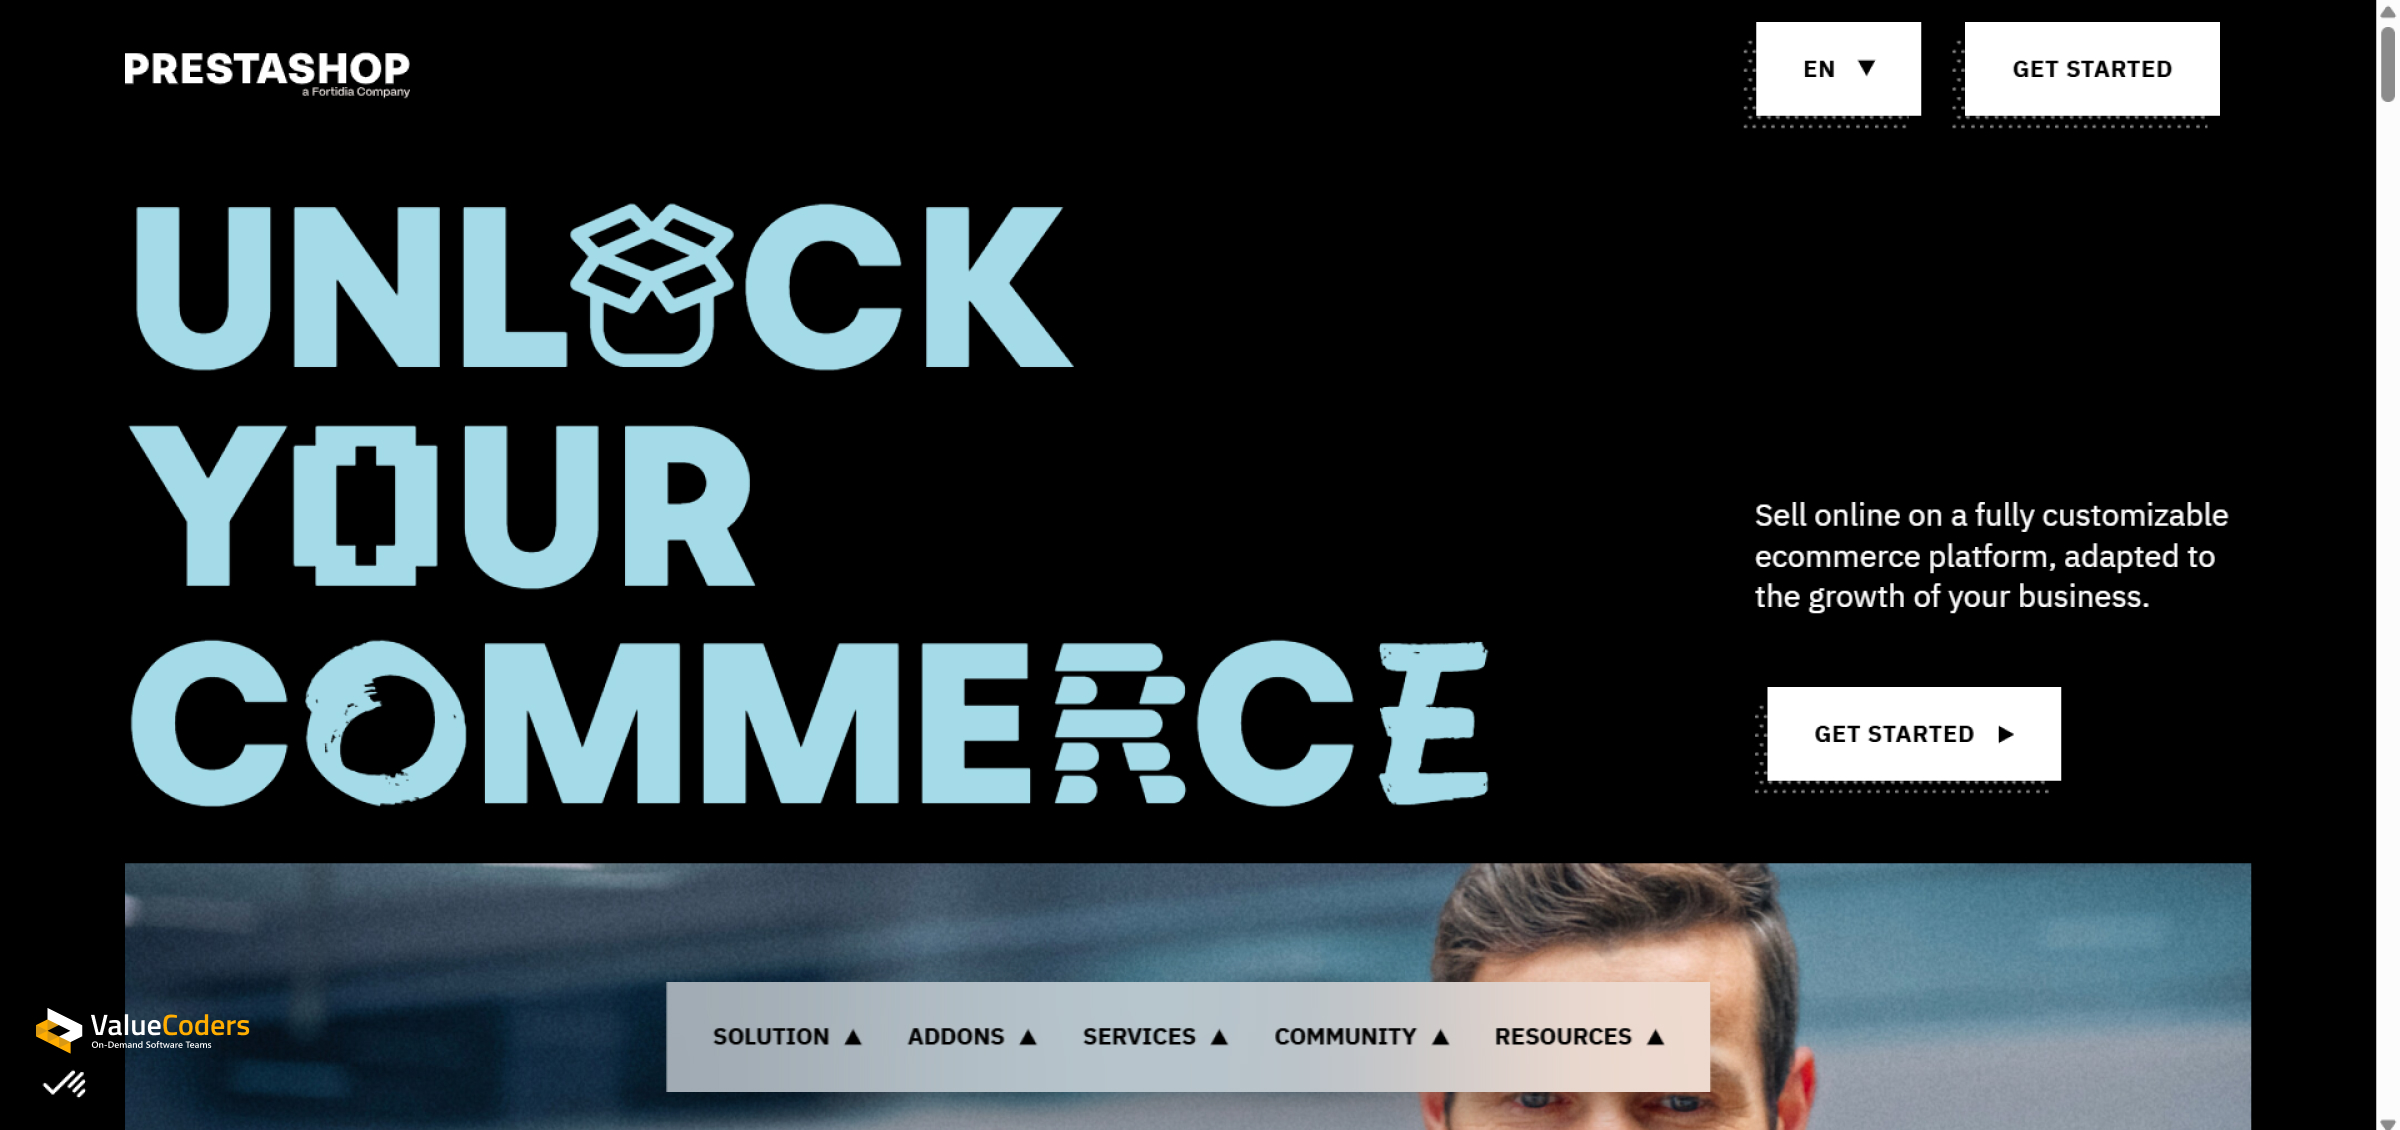 PRESTASHOP
a Fortidia Company
EN
GET STARTED
UNLOCK
YOUR
COMMERCE
Sell online on a fully customizable
ecommerce platform, adapted to
the growth of your business.
GET STARTED
SOLUTION ADDONS SERVICES COMMUNITY RESOURCES
ValueCoders
On-Demand Software Teams